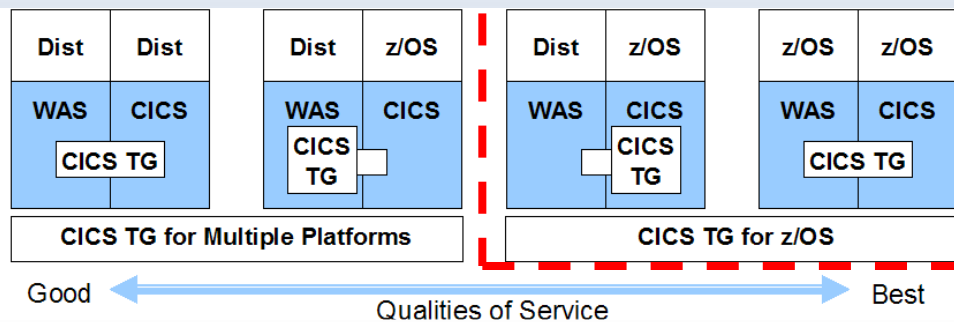 Dist Dist Dist z/OS Dist z/OS z/OS z/OS
WAS CICS WAS CICS WAS CICS WAS CICS
CICS TG
CICS
TG
CICS
TG
CICS TG
CICS TG for Multiple Platforms
CICS TG for z/OS
Good Best
Qualities of Service